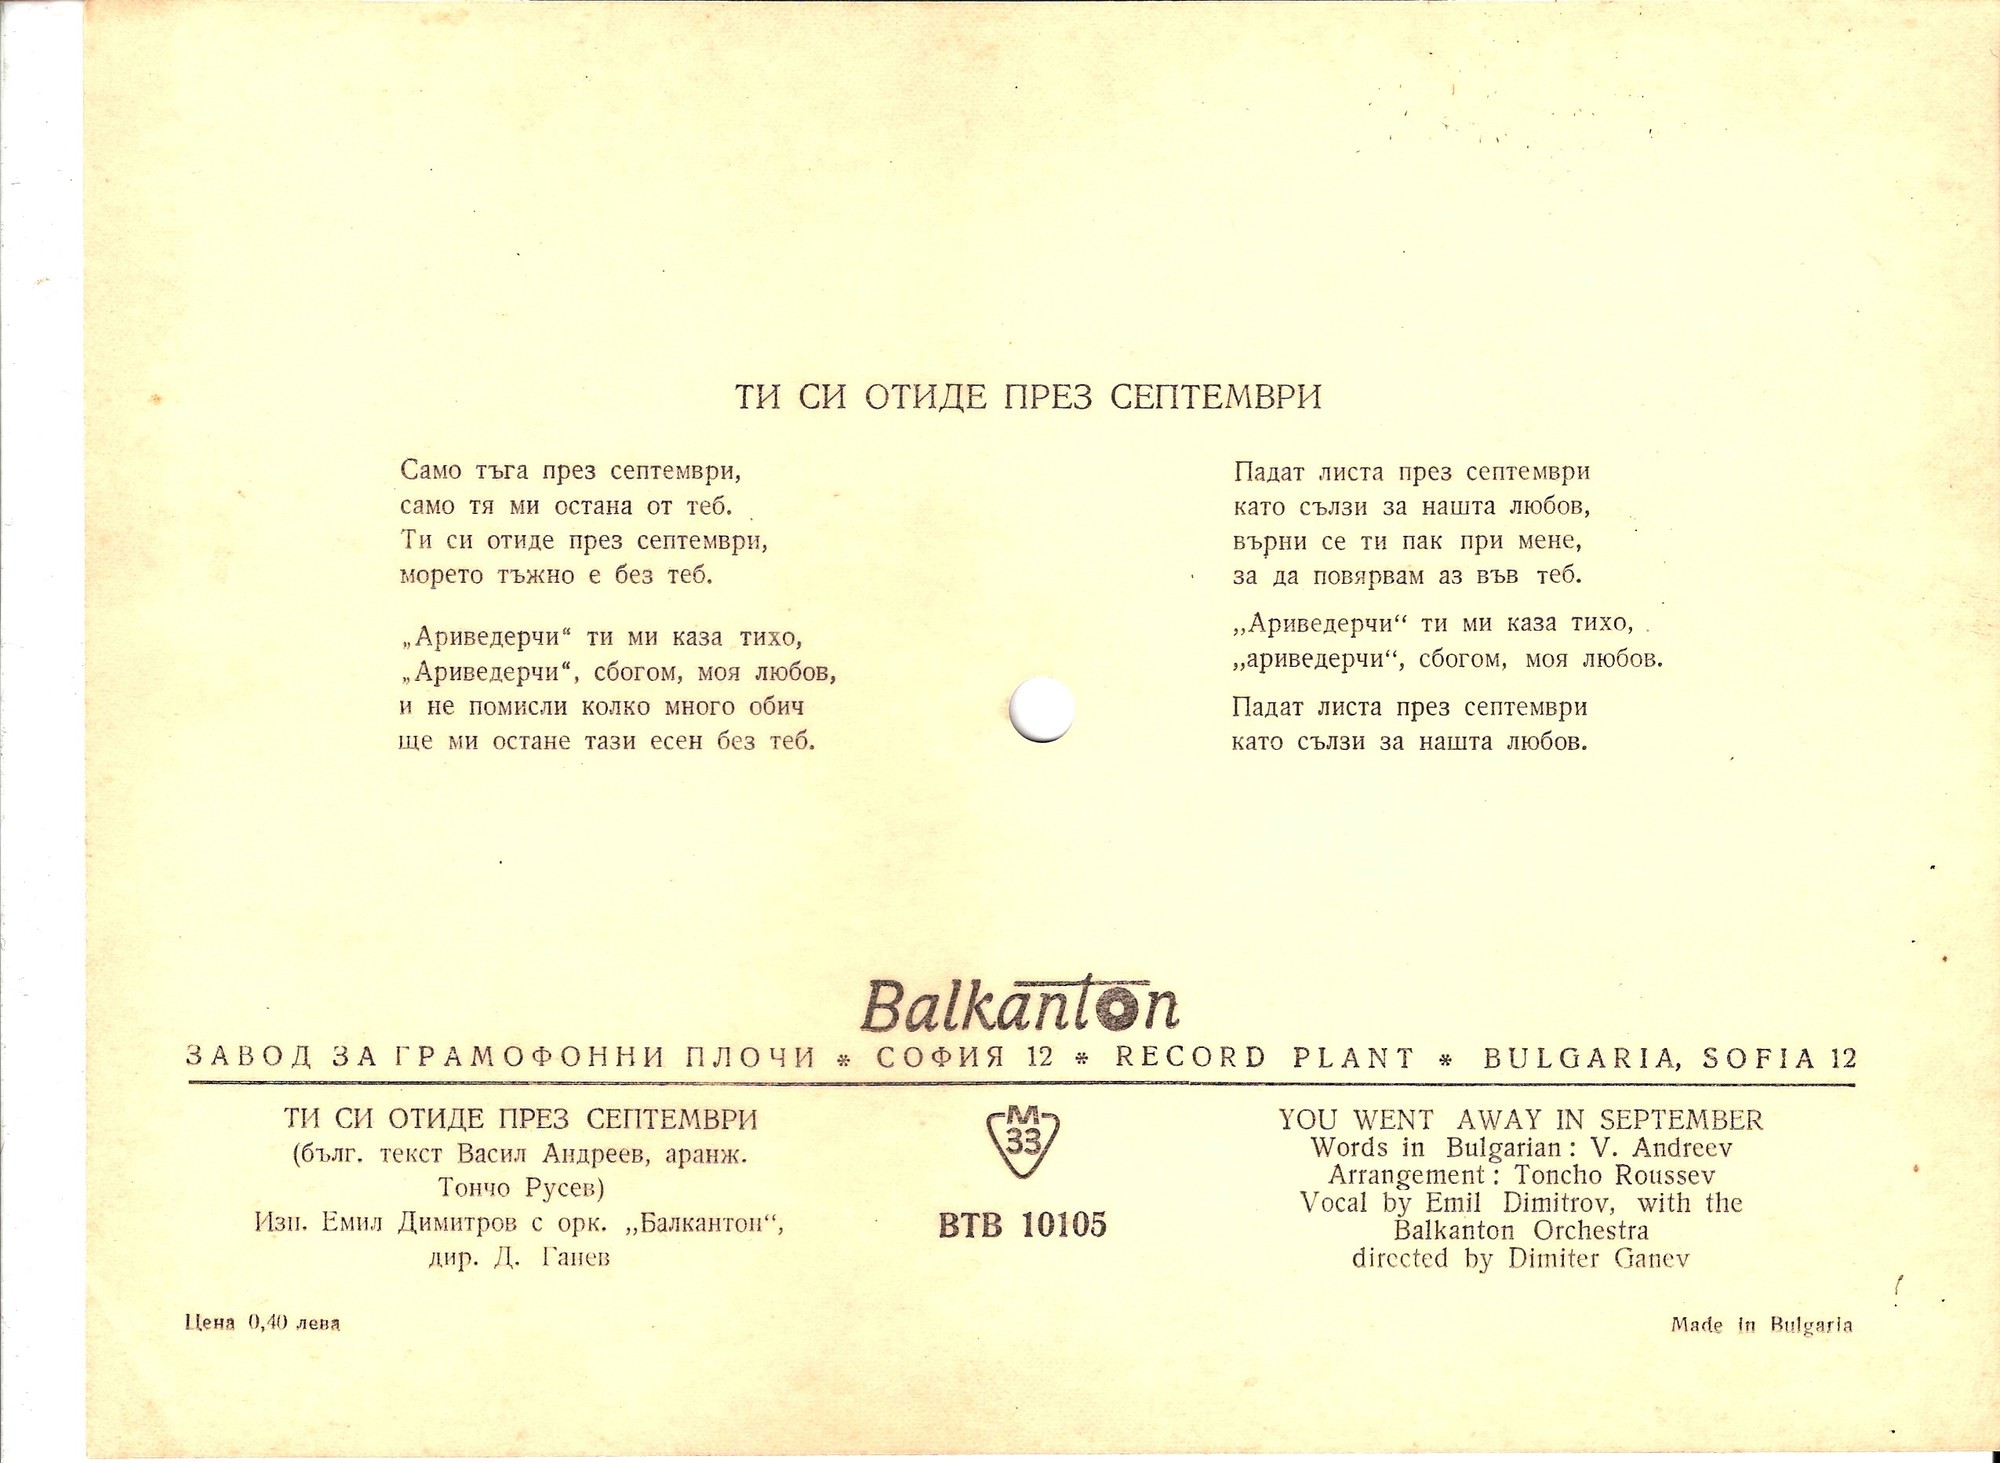 ТИ СИ ОТИДЕ ПРЕЗ СЕПТЕМВРИ
Само тъга през септември,
само тя ми остана от теб.
Ти си отиде през септември,
морето тъжно е без теб.
„Ариведерчи“ ти ми каза тихо,
„Ариведерчи“, сбогом, моя любов,
и не помисли колко много обич
ще ми остане тази есен без теб.
Падат листа през септември
като сълзи за нашта любов,
върни се ти пак при мене,
за да повярвам аз във теб.
„Ариведерчи“ ти ми каза тихо,
„ариведерчи“, сбогом, моя любов.
Падат листа през септември
като сълзи за нашта любов.
Balkanton
ЗАВОД ЗА ГРАМОФОННИ ПЛОЧИ * СОФИЯ 12 * RECORD PLANT * BULGARIA, SOFIA 12
ТИ СИ ОТИДЕ ПРЕЗ СЕПТЕМВРИ
(бълг. текст Васил Андреев, аранж.
Тончо Русев)
Изп. Емил Димитров с орк. „Балкантон“,
дир. Д. Ганев
М
33
ВТВ 10105
YOU WENT AWAY IN SEPTEMBER
Words in Bulgarian : V. Andreev
Arrangement : Toncho Roussev
Vocal by Emil Dimitrov, with the
Balkanton Orchestra
directed by Dimiter Ganev
Цена 0,40 лева
Made in Bulgaria